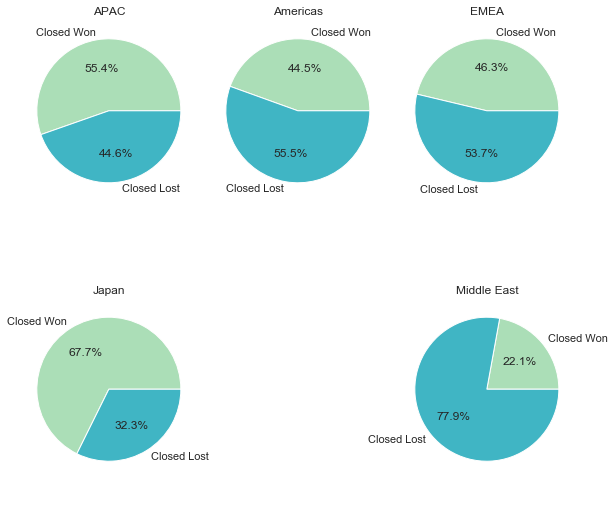 APAC
Closed Won
55.4%
44.6%
Closed Lost
Americas
Closed Won
44.5%
55.5%
Closed Lost
EMEA
Closed Won
46.3%
53.7%
Closed Lost
Japan
Closed Won
67.7%
32.3%
Closed Lost
Middle East
Closed Won
22.1%
77.9%
Closed Lost